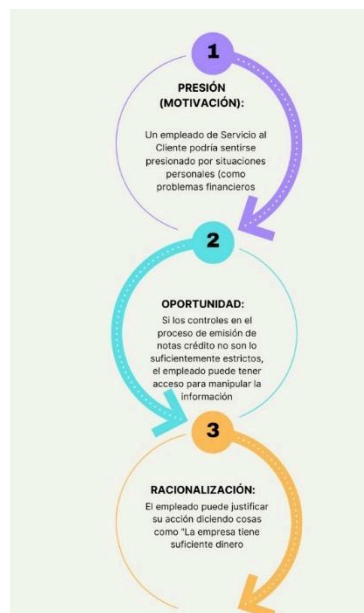 1
PRESIÓN
(MOTIVACIÓN):
Un empleado de Servicio al
Cliente podría sentirse
presionado por situaciones
personales (como
problemas financieros
2
OPORTUNIDAD:
Si los controles en el
proceso de emisión de
notas crédito no son lo
suficientemente estrictos,
el empleado puede tener
acceso para manipular la
información
3
RACIONALIZACIÓN:
El empleado puede justificar
su acción diciendo cosas
como "La empresa tiene
suficiente dinero